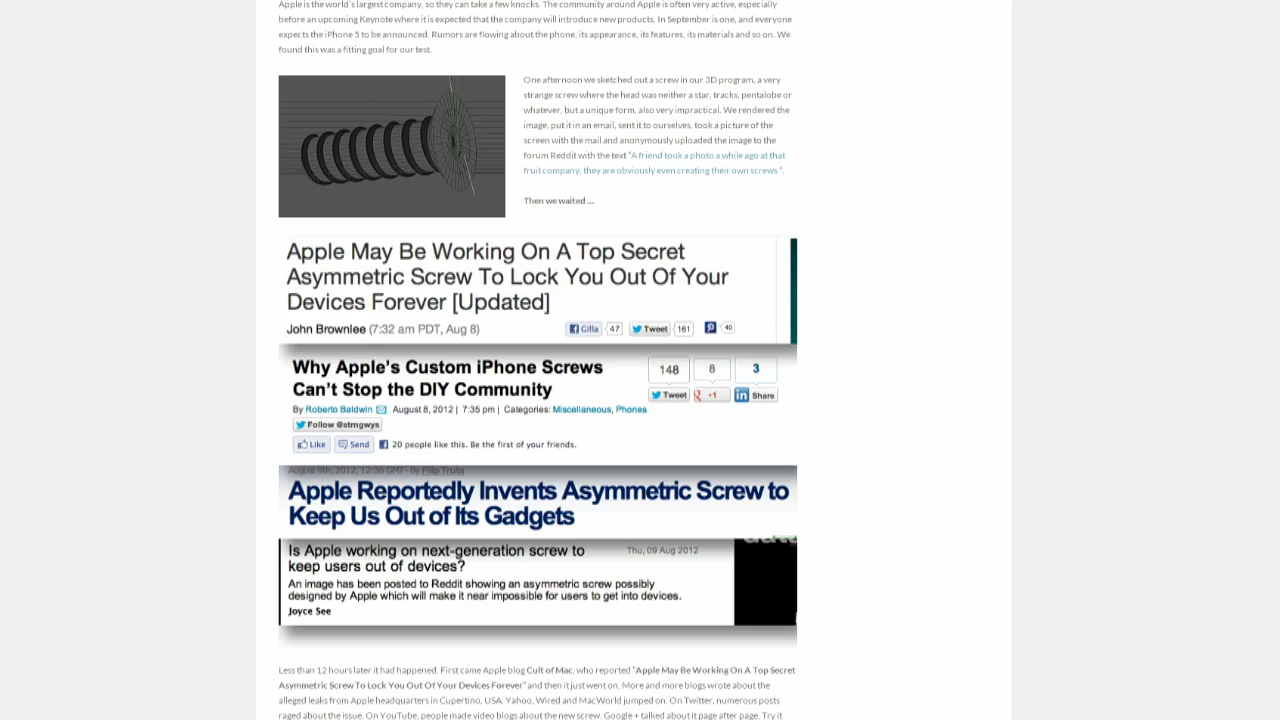 Apple is the world's largest company, so they can take a few knocks. The community around Apple is often very active, especially
before an upcoming Keynote where it is expected that the company will introduce new products. In September is one, and everyone
expects the iPhone 5 to be announced. Rumors are flowing about the phone, its appearance, its features, its materials and so on. We
found this was a fitting goal for our test.
One afternoon we sketched out a screw in our 3D program, a very
strange screw where the head was neither a star, tracks, pentalobe or
whatever, but a unique form, also very impractical. We rendered the
image, put it in an email, sent it to ourselves, took a picture of the
screen with the mail and anonymously uploaded the image to the
forum Reddit with the text "A friend took a photo a while ago at that
fruit company, they are obviously even creating their own screws ".
Then we waited ...
Apple May Be Working On A Top Secret
Asymmetric Screw To Lock You Out Of Your
Devices Forever [Updated]
John Brownlee (7:32 am PDT, Aug 8) Gilla 47 Tweet 161 40
Why Apple's Custom iPhone Screws
Can't Stop the DIY Community
148 8 3
Tweet +1 Share
By Roberto Baldwin August 8, 2012 | 7:35 pm | Categories: Miscellaneous, Phones
Follow @stmgwys
Like Send 20 people like this. Be the first of your friends.
August 9th, 2012, 12:36 GMT · By Filip Truta
Apple Reportedly Invents Asymmetric Screw to
Keep Us Out of Its Gadgets
Is Apple working on next-generation screw to
keep users out of devices?
Thu, 09 Aug 2012
An image has been posted to Reddit showing an asymmetric screw possibly
designed by Apple which will make it near impossible for users to get into devices.
Joyce See
Less than 12 hours later it had happened. First came Apple blog Cult of Mac, who reported "Apple May Be Working On A Top Secret
Asymmetric Screw To Lock You Out Of Your Devices Forever" and then it just went on. More and more blogs wrote about the
alleged leaks from Apple headquarters in Cupertino, USA. Yahoo, Wired and MacWorld jumped on. On Twitter, numerous posts
raged about the issue. On YouTube, people made video blogs about the new screw. Google + talked about it page after page. Try it